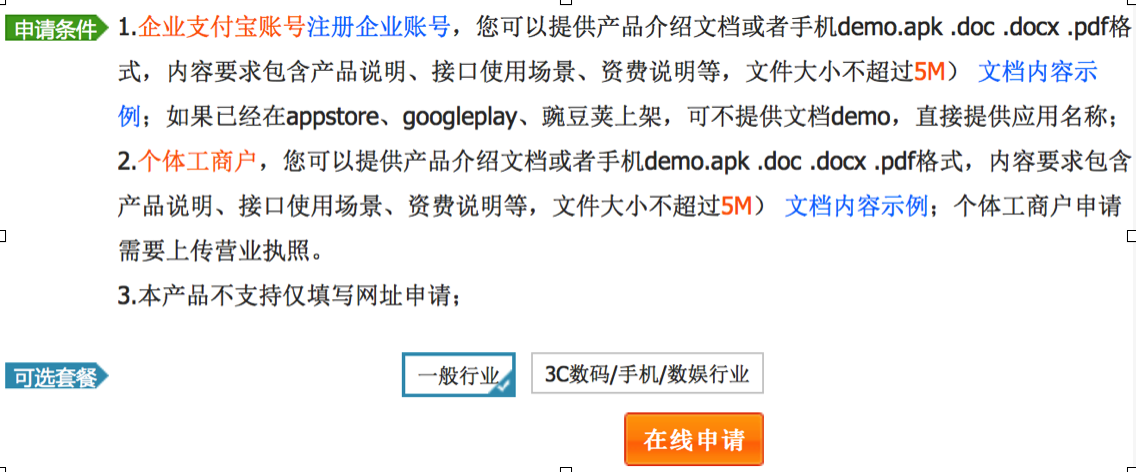 申请条件 1.企业支付宝账号注册企业账号，您可以提供产品介绍文档或者手机demo.apk .doc .docx .pdf格
式，内容要求包含产品说明、接口使用场景、资费说明等，文件大小不超过5M） 文档内容示
例；如果已经在appstore、googleplay、豌豆荚上架，可不提供文档demo，直接提供应用名称；
2.个体工商户，您可以提供产品介绍文档或者手机demo.apk .doc .docx .pdf格式，内容要求包含
产品说明、接口使用场景、资费说明等，文件大小不超过5M） 文档内容示例；个体工商户申请
需要上传营业执照。
3.本产品不支持仅填写网址申请；
可选套餐 一般行业 3C数码/手机/数娱行业
在线申请